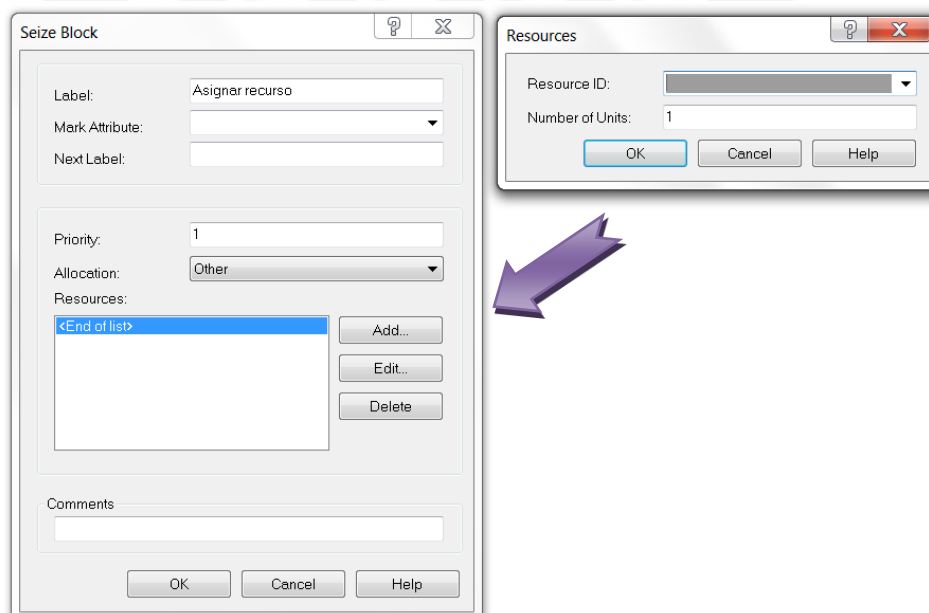 Seize Block
Label:
Asignar recurso
Mark Attribute:
Next Label:
Priority:
1
Allocation:
Other
Resources:
<End of list>
Add...
Edit...
Delete
Comments
OK
Cancel
Help
Resources
Resource ID:
Number of Units:
1
OK
Cancel
Help